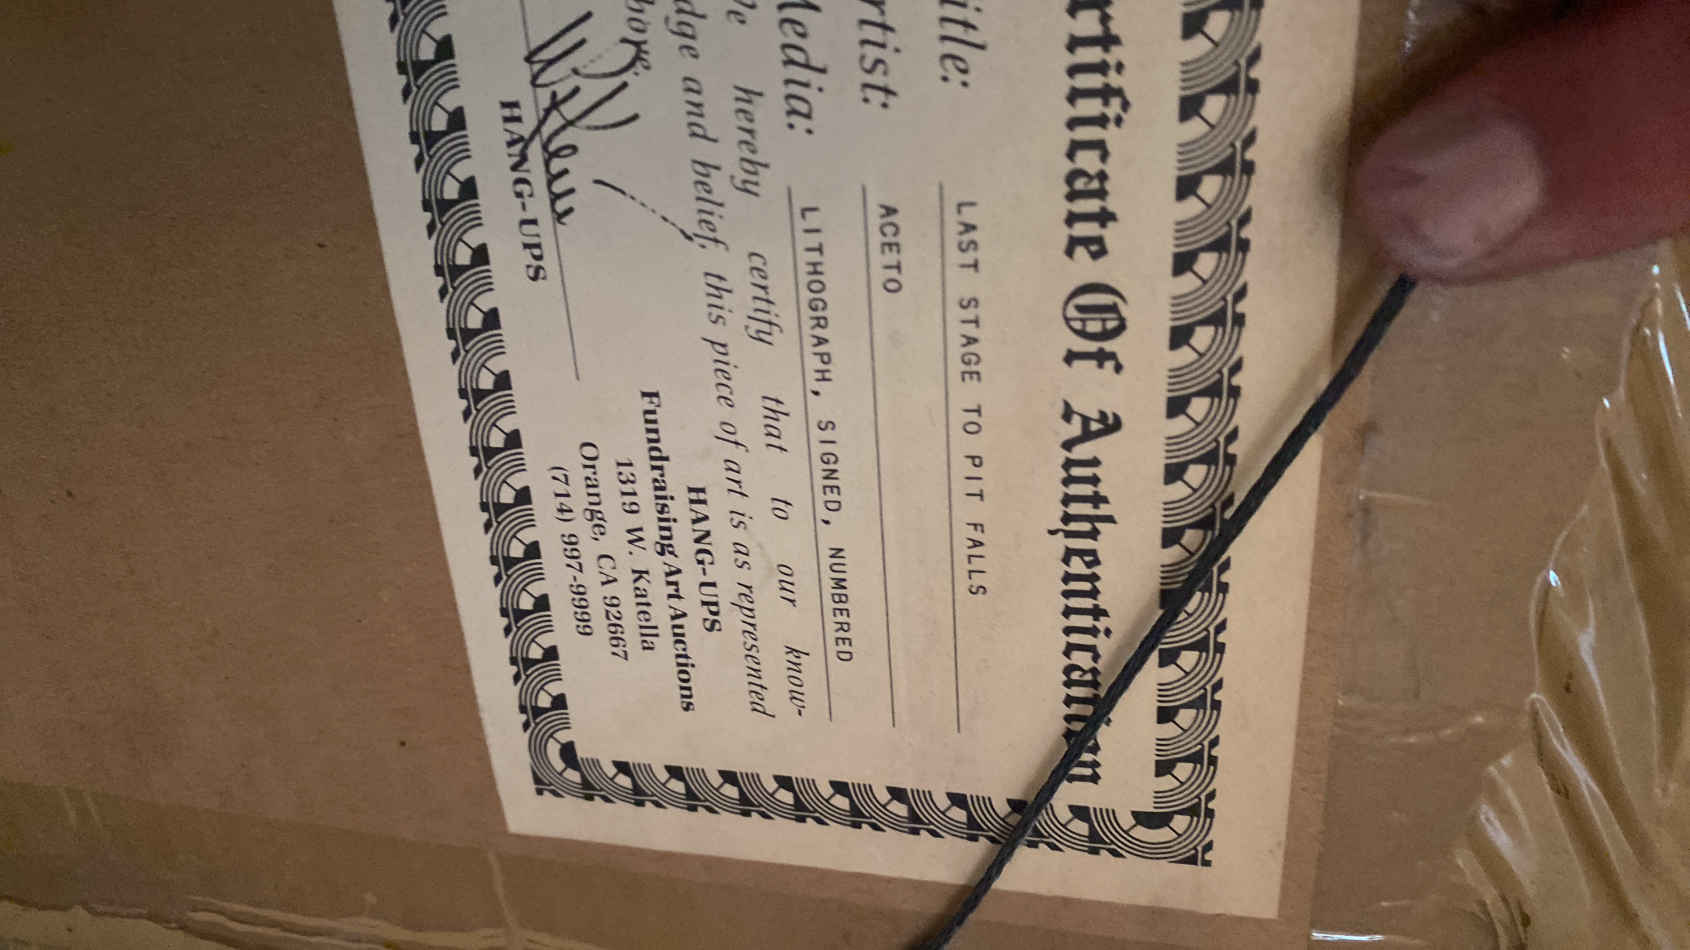 rtificate Of Authentication
itle: LAST STAGE TO PIT FALLS
rtist: ACETO
Media: LITHOGRAPH, SIGNED, NUMBERED
We hereby certify that to our know-
dge and belief, this piece of art is as represented
bove.
HANG-UPS
Fundraising Art Auctions
1319 W. Katella
Orange, CA 92667
(714) 997-9999
HANG-UPS